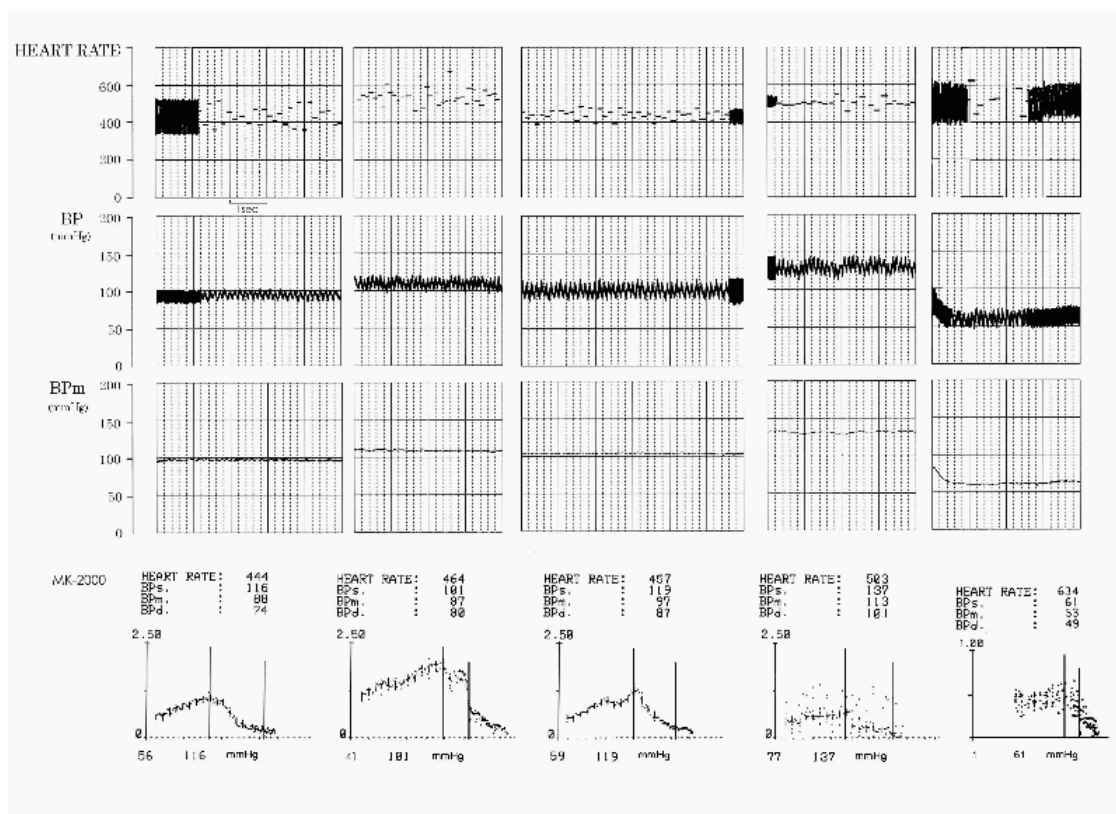 HEART RATE
600
400
200
0
1sec
BP
(mmHg)
200
150
100
50
0
BPm
(mmHg)
200
150
100
50
0
MK-2000
HEART RATE: 444
BPs. : 116
BPm. : 88
BPd. : 74
2.50
0
56 116 mmHg
HEART RATE: 464
BPs. : 101
BPm. : 87
BPd. : 80
2.50
0
41 101 mmHg
HEART RATE: 457
BPs. : 119
BPm. : 97
BPd. : 87
2.50
0
59 119 mmHg
HEART RATE: 503
BPs. : 137
BPm. : 113
BPd. : 101
2.50
0
77 137 mmHg
HEART RATE: 634
BPs. : 61
BPm. : 53
BPd. : 49
1.00
0
1 61 mmHg